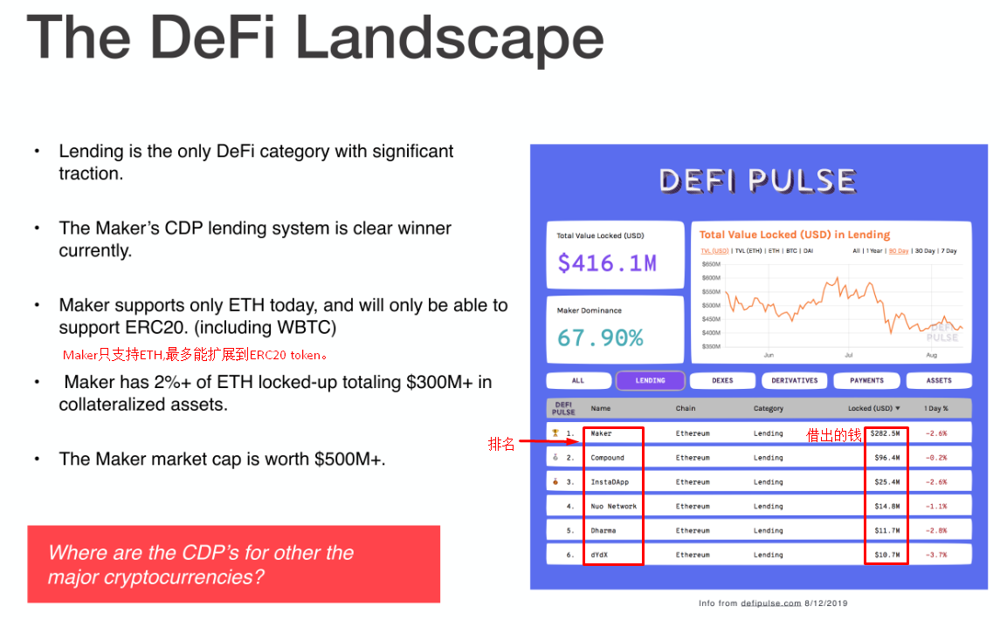 The DeFi Landscape
• Lending is the only DeFi category with significant
traction.
• The Maker’s CDP lending system is clear winner
currently.
• Maker supports only ETH today, and will only be able to
support ERC20. (including WBTC)
Maker只支持ETH,最多能扩展到ERC20 token。
• Maker has 2%+ of ETH locked-up totaling $300M+ in
collateralized assets.
• The Maker market cap is worth $500M+.
Where are the CDP’s for other the
major cryptocurrencies?
DEFI PULSE
Total Value Locked (USD)
$416.1M
Maker Dominance
67.90%
Total Value Locked (USD) in Lending
TVL (USD) | TVL (ETH) | ETH | BTC | DAI All | 1 Year | 90 Day | 30 Day | 7 Day
$650M
$600M
$550M
$500M
$450M
$400M
$350M
Jun Jul Aug
DEFI
PULSE
ALL LENDING DEXES DERIVATIVES PAYMENTS ASSETS
DEFI
PULSE Name Chain Category Locked (USD) ▼ 1 Day %
1. Maker Ethereum Lending $282.5M -2.6%
2. Compound Ethereum Lending $96.4M -0.2%
3. InstaDApp Ethereum Lending $25.4M -2.6%
4. Nuo Network Ethereum Lending $14.8M -1.1%
5. Dharma Ethereum Lending $11.7M -2.8%
6. dYdX Ethereum Lending $10.7M -3.7%
排名
借出的钱
Info from defipulse.com 8/12/2019